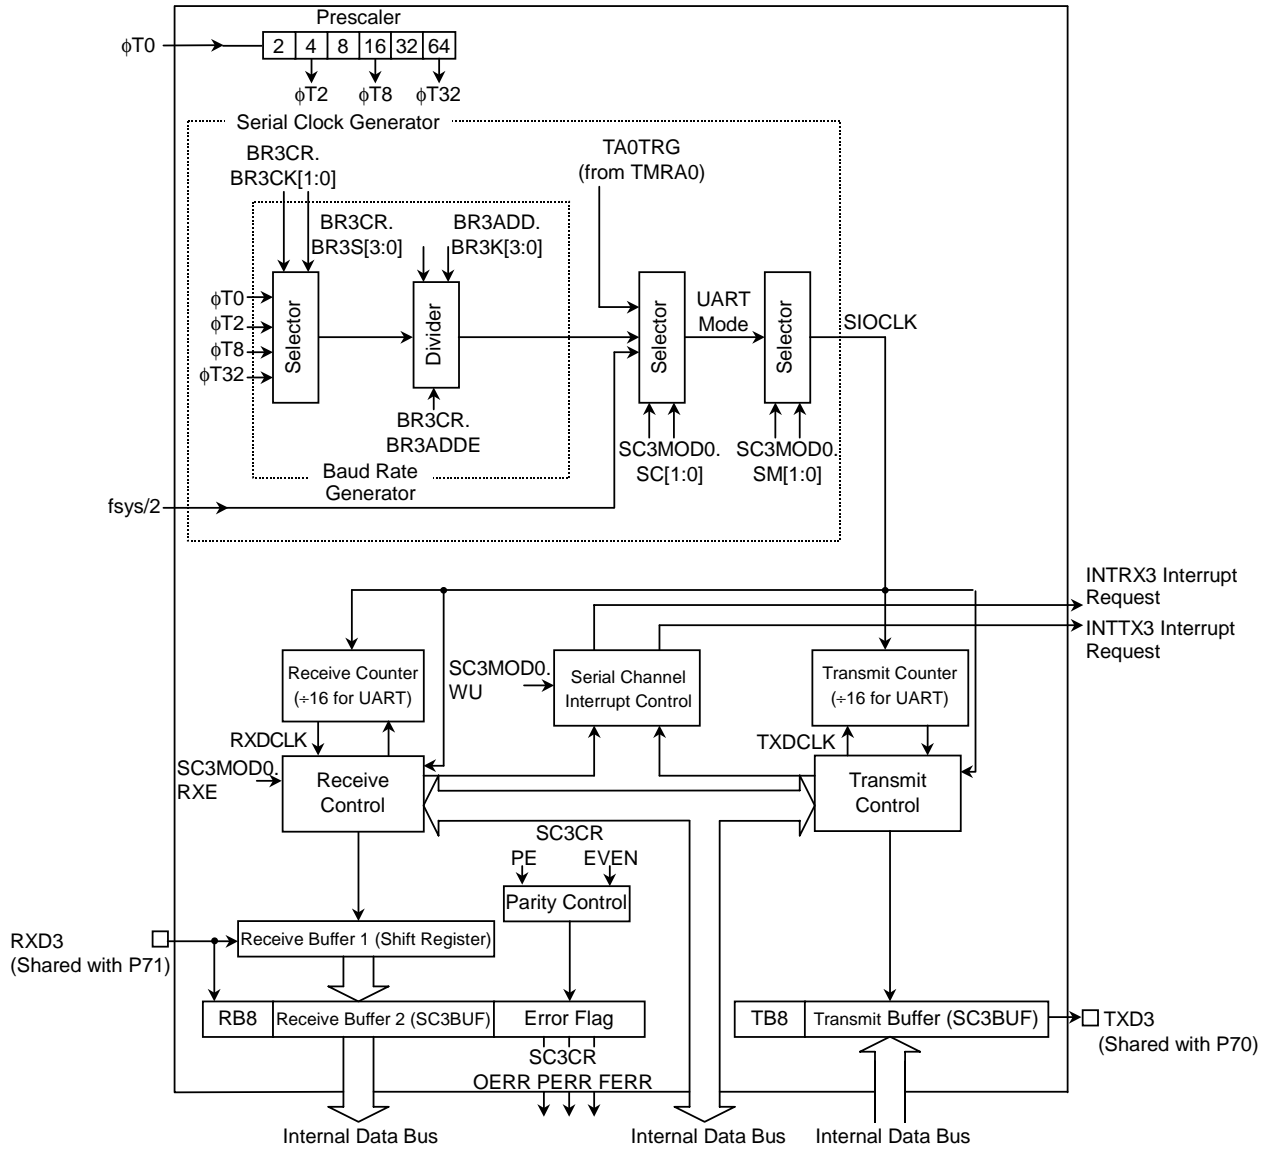 Prescaler
ϕT0
2 4 8 16 32 64
ϕT2 ϕT8 ϕT32
Serial Clock Generator
BR3CR.
BR3CK[1:0]
TA0TRG
(from TMRA0)
BR3CR.
BR3S[3:0]
BR3ADD.
BR3K[3:0]
ϕT0
ϕT2
ϕT8
ϕT32
Selector
Divider
Selector
UART
Mode
Selector
SIOCLK
BR3CR.
BR3ADDE
SC3MOD0.
SC[1:0]
SC3MOD0.
SM[1:0]
Baud Rate
Generator
fsys/2
INTRX3 Interrupt
Request
INTTX3 Interrupt
Request
Receive Counter
(÷16 for UART)
SC3MOD0.
WU
Serial Channel
Interrupt Control
Transmit Counter
(÷16 for UART)
RXDCLK
TXDCLK
SC3MOD0.
RXE
Receive
Control
Transmit
Control
SC3CR
PE EVEN
Parity Control
RXD3
(Shared with P71)
Receive Buffer 1 (Shift Register)
RB8 Receive Buffer 2 (SC3BUF) Error Flag
TB8 Transmit Buffer (SC3BUF)
TXD3
(Shared with P70)
SC3CR
OERR PERR FERR
Internal Data Bus
Internal Data Bus
Internal Data Bus